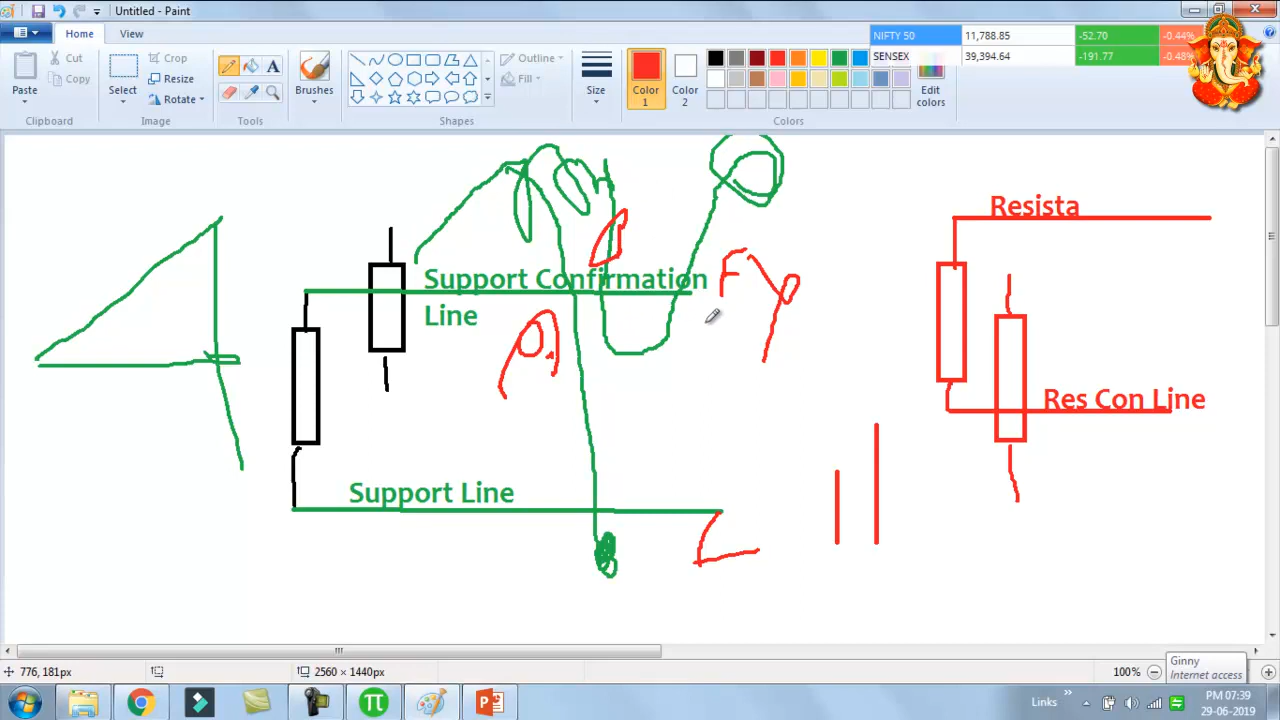 Untitled - Paint
Home
View
NIFTY 50 11,788.85 -52.70 -0.44%
SENSEX 39,394.64 -191.77 -0.48%
Paste
Cut
Copy
Clipboard
Select
Crop
Resize
Rotate
Image
A
Tools
Brushes
Outline
Fill
Shapes
Size
Color
1
Color
2
Edit
colors
Colors
Support Confirmation
Line
Support Line
Resista
Res Con Line
776, 181px
2560 × 1440px
100%
Ginny
Internet access
Links
PM 07:39
29-06-2019